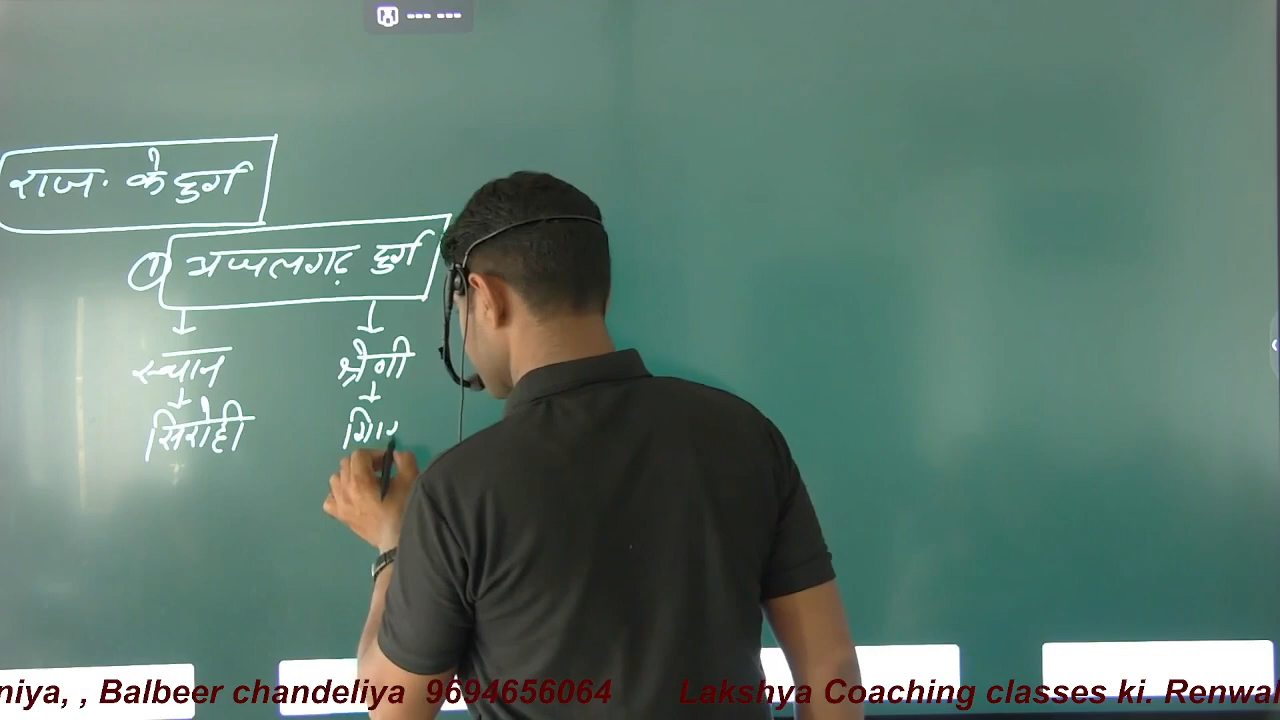 राज. के दुर्ग
① अचलगढ़ दुर्ग
स्थान श्रैणी
सिरोही गिर
niya, , Balbeer chandeliya 9694656064 Lakshya Coaching classes ki. Renwal